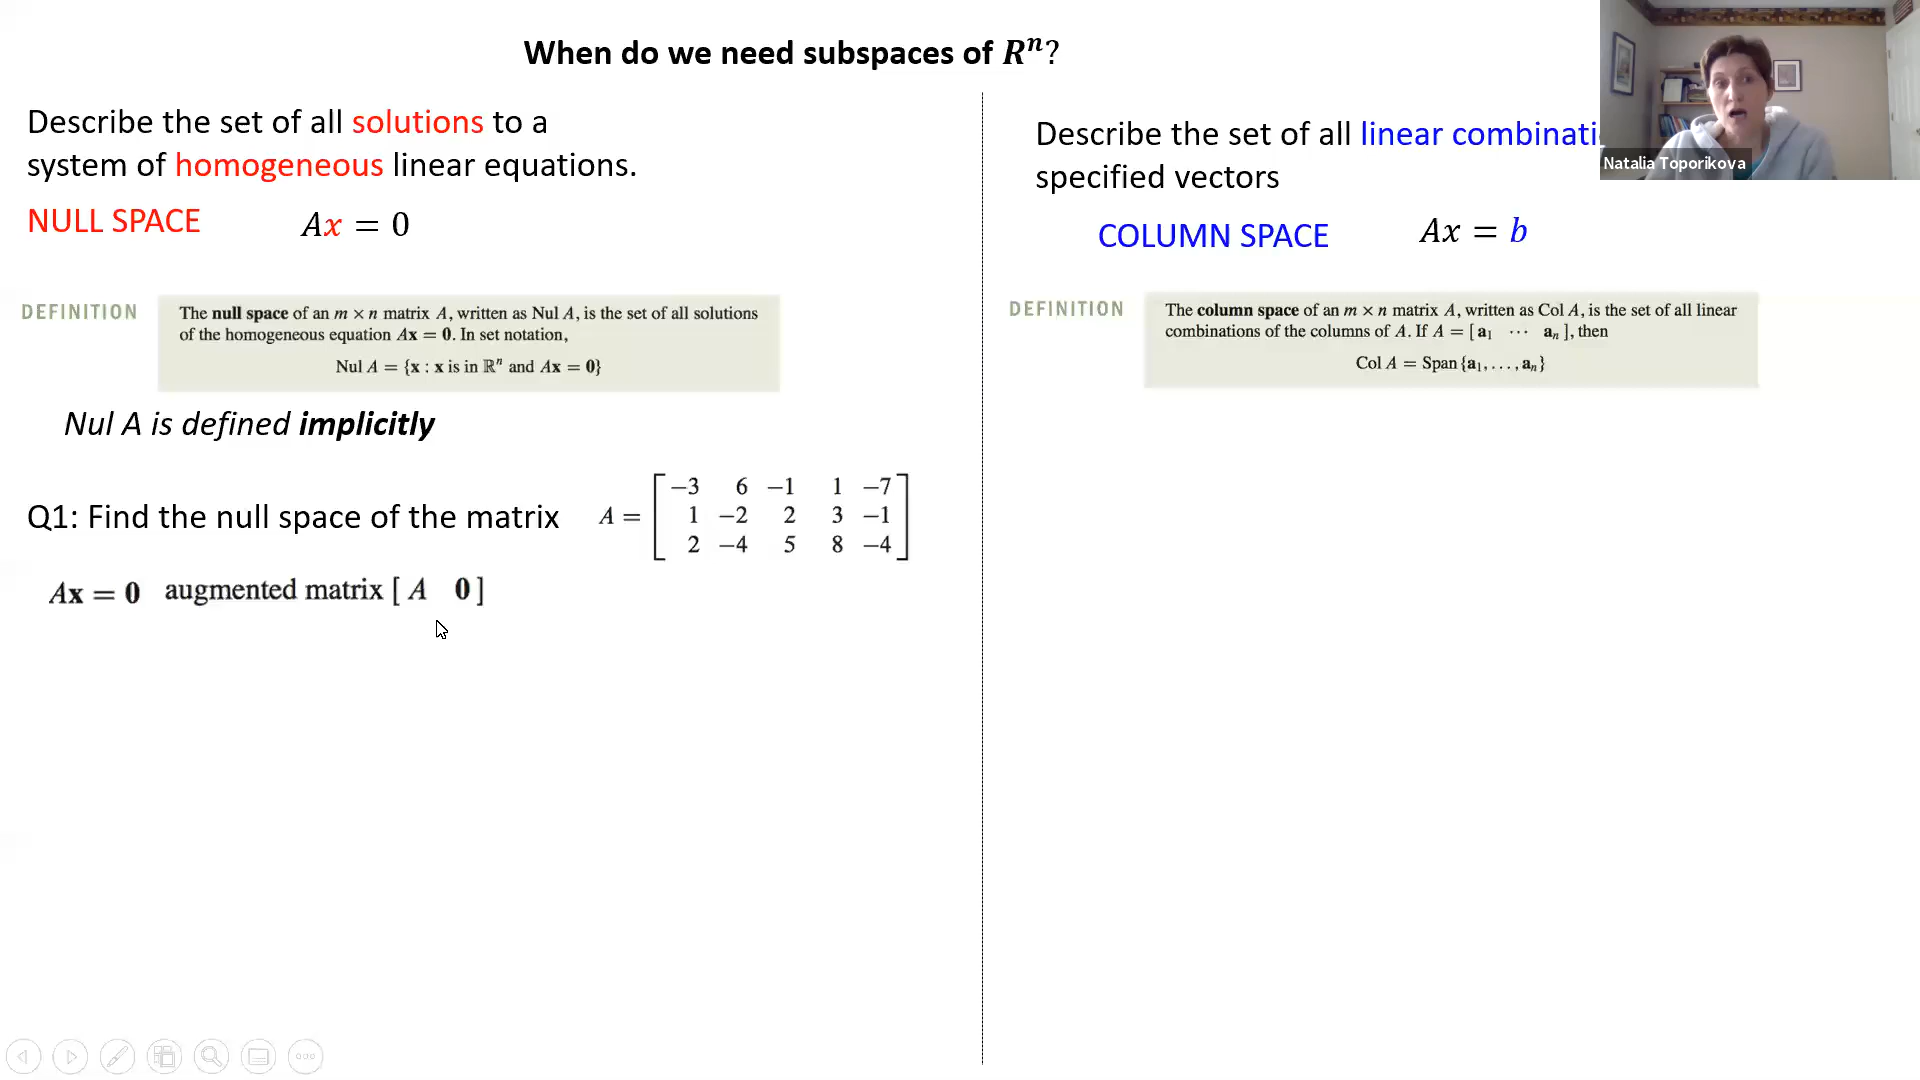 When do we need subspaces of Rⁿ?
Describe the set of all solutions to a
system of homogeneous linear equations.
NULL SPACE Ax = 0
DEFINITION
The null space of an m × n matrix A, written as Nul A, is the set of all solutions
of the homogeneous equation Ax = 0. In set notation,
Nul A = {x : x is in ℝⁿ and Ax = 0}
Nul A is defined implicitly
Q1: Find the null space of the matrix A =
−3 6 −1 1 −7
1 −2 2 3 −1
2 −4 5 8 −4
Ax = 0 augmented matrix [ A 0 ]
Describe the set of all linear combinati
specified vectors
COLUMN SPACE Ax = b
DEFINITION
The column space of an m × n matrix A, written as Col A, is the set of all linear
combinations of the columns of A. If A = [ a₁ ⋯ aₙ ], then
Col A = Span {a₁, . . . , aₙ}
Natalia Toporikova